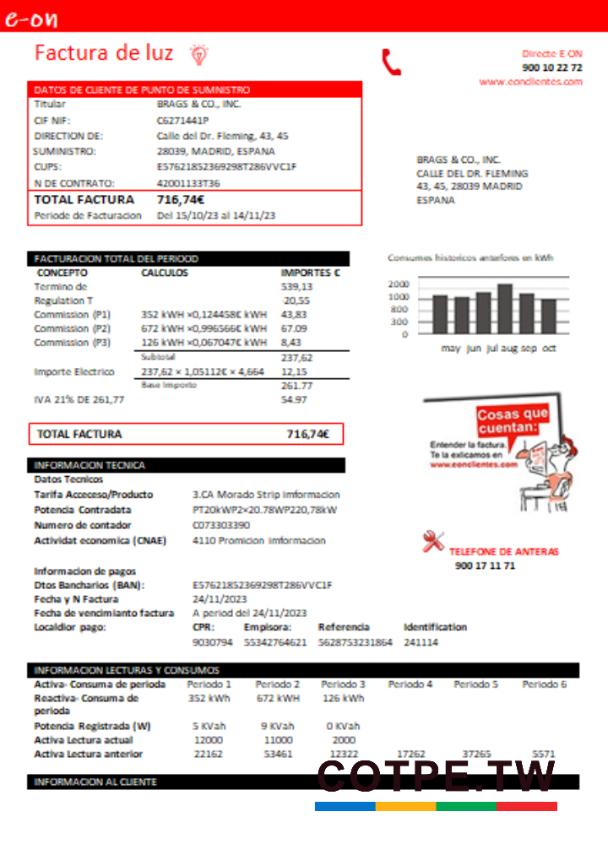 e-on
Factura de luz
Directe E·ON
900 10 22 72
www.eonclientes.com
DATOS DE CLIENTE DE PUNTO DE SUMINISTRO
Titular BRAGS & CO., INC.
CIF NIF: C6271441P
DIRECTION DE: Calle del Dr. Fleming, 43, 45
SUMINISTRO: 28039, MADRID, ESPANA
CUPS: E57621852369298T286VVC1F
N DE CONTRATO: 42001133T36
TOTAL FACTURA 716,74€
Periode de Facturacion Del 15/10/23 al 14/11/23
BRAGS & CO., INC.
CALLE DEL DR. FLEMING
43, 45, 28039 MADRID
ESPANA
FACTURACION TOTAL DEL PERIOOD
CONCEPTO CALCULOS IMPORTES €
Termino de 539,13
Regulation T -20,55
Commission (P1) 352 kWH ×0,124458€ kWH 43,83
Commission (P2) 672 kWH ×0,996566€ kWH 67.09
Commission (P3) 126 kWH ×0,067047€ kWH 8,43
Subtotal 237,62
Importe Electrico 237,62 × 1,05112€ × 4,664 12,15
Base Importo 261.77
IVA 21% DE 261,77 54.97
TOTAL FACTURA 716,74€
Consumes historicos anterfores en kWh
2000
1000
800
300
0
may jun jul aug sep oct
Cosas que
cuentan:
Entender la factura.
Te la exlicamos en
www.eonclientes.com
INFORMACION TECNICA
Datos Tecnicos
Tarifa Acceceso/Producto 3.CA Morado Strip imformacion
Potencia Contradata PT20kWP2×20.78WP220,78kW
Numero de contador C073303390
Actividat economica (CNAE) 4110 Promicion imformacion
TELEFONE DE ANTERAS
900 17 11 71
Informacion de pagos
Dtos Bancharios (BAN): E57621852369298T286VVC1F
Fecha y N Factura 24/11/2023
Fecha de vencimianto factura A period del 24/11/2023
Localdior pago: CPR: Empisora: Referencia Identification
9030794 55342764621 5628753231864 241114
INFORMACION LECTURAS Y CONSUMOS
Activa- Consuma de perioda Periodo 1 Periodo 2 Periodo 3 Periodo 4 Periodo 5 Periodo 6
Reactiva- Consuma de perioda 352 kWH 672 kWH 126 kWH
Potencia Registrada (W) 5 KVah 9 KVah 0 KVah
Activa Lectura actual 12000 11000 2000
Activa Lectura anterior 22162 53461 12322 17262 37265 5571
INFORMACION AL CLIENTE
COTPE.TW